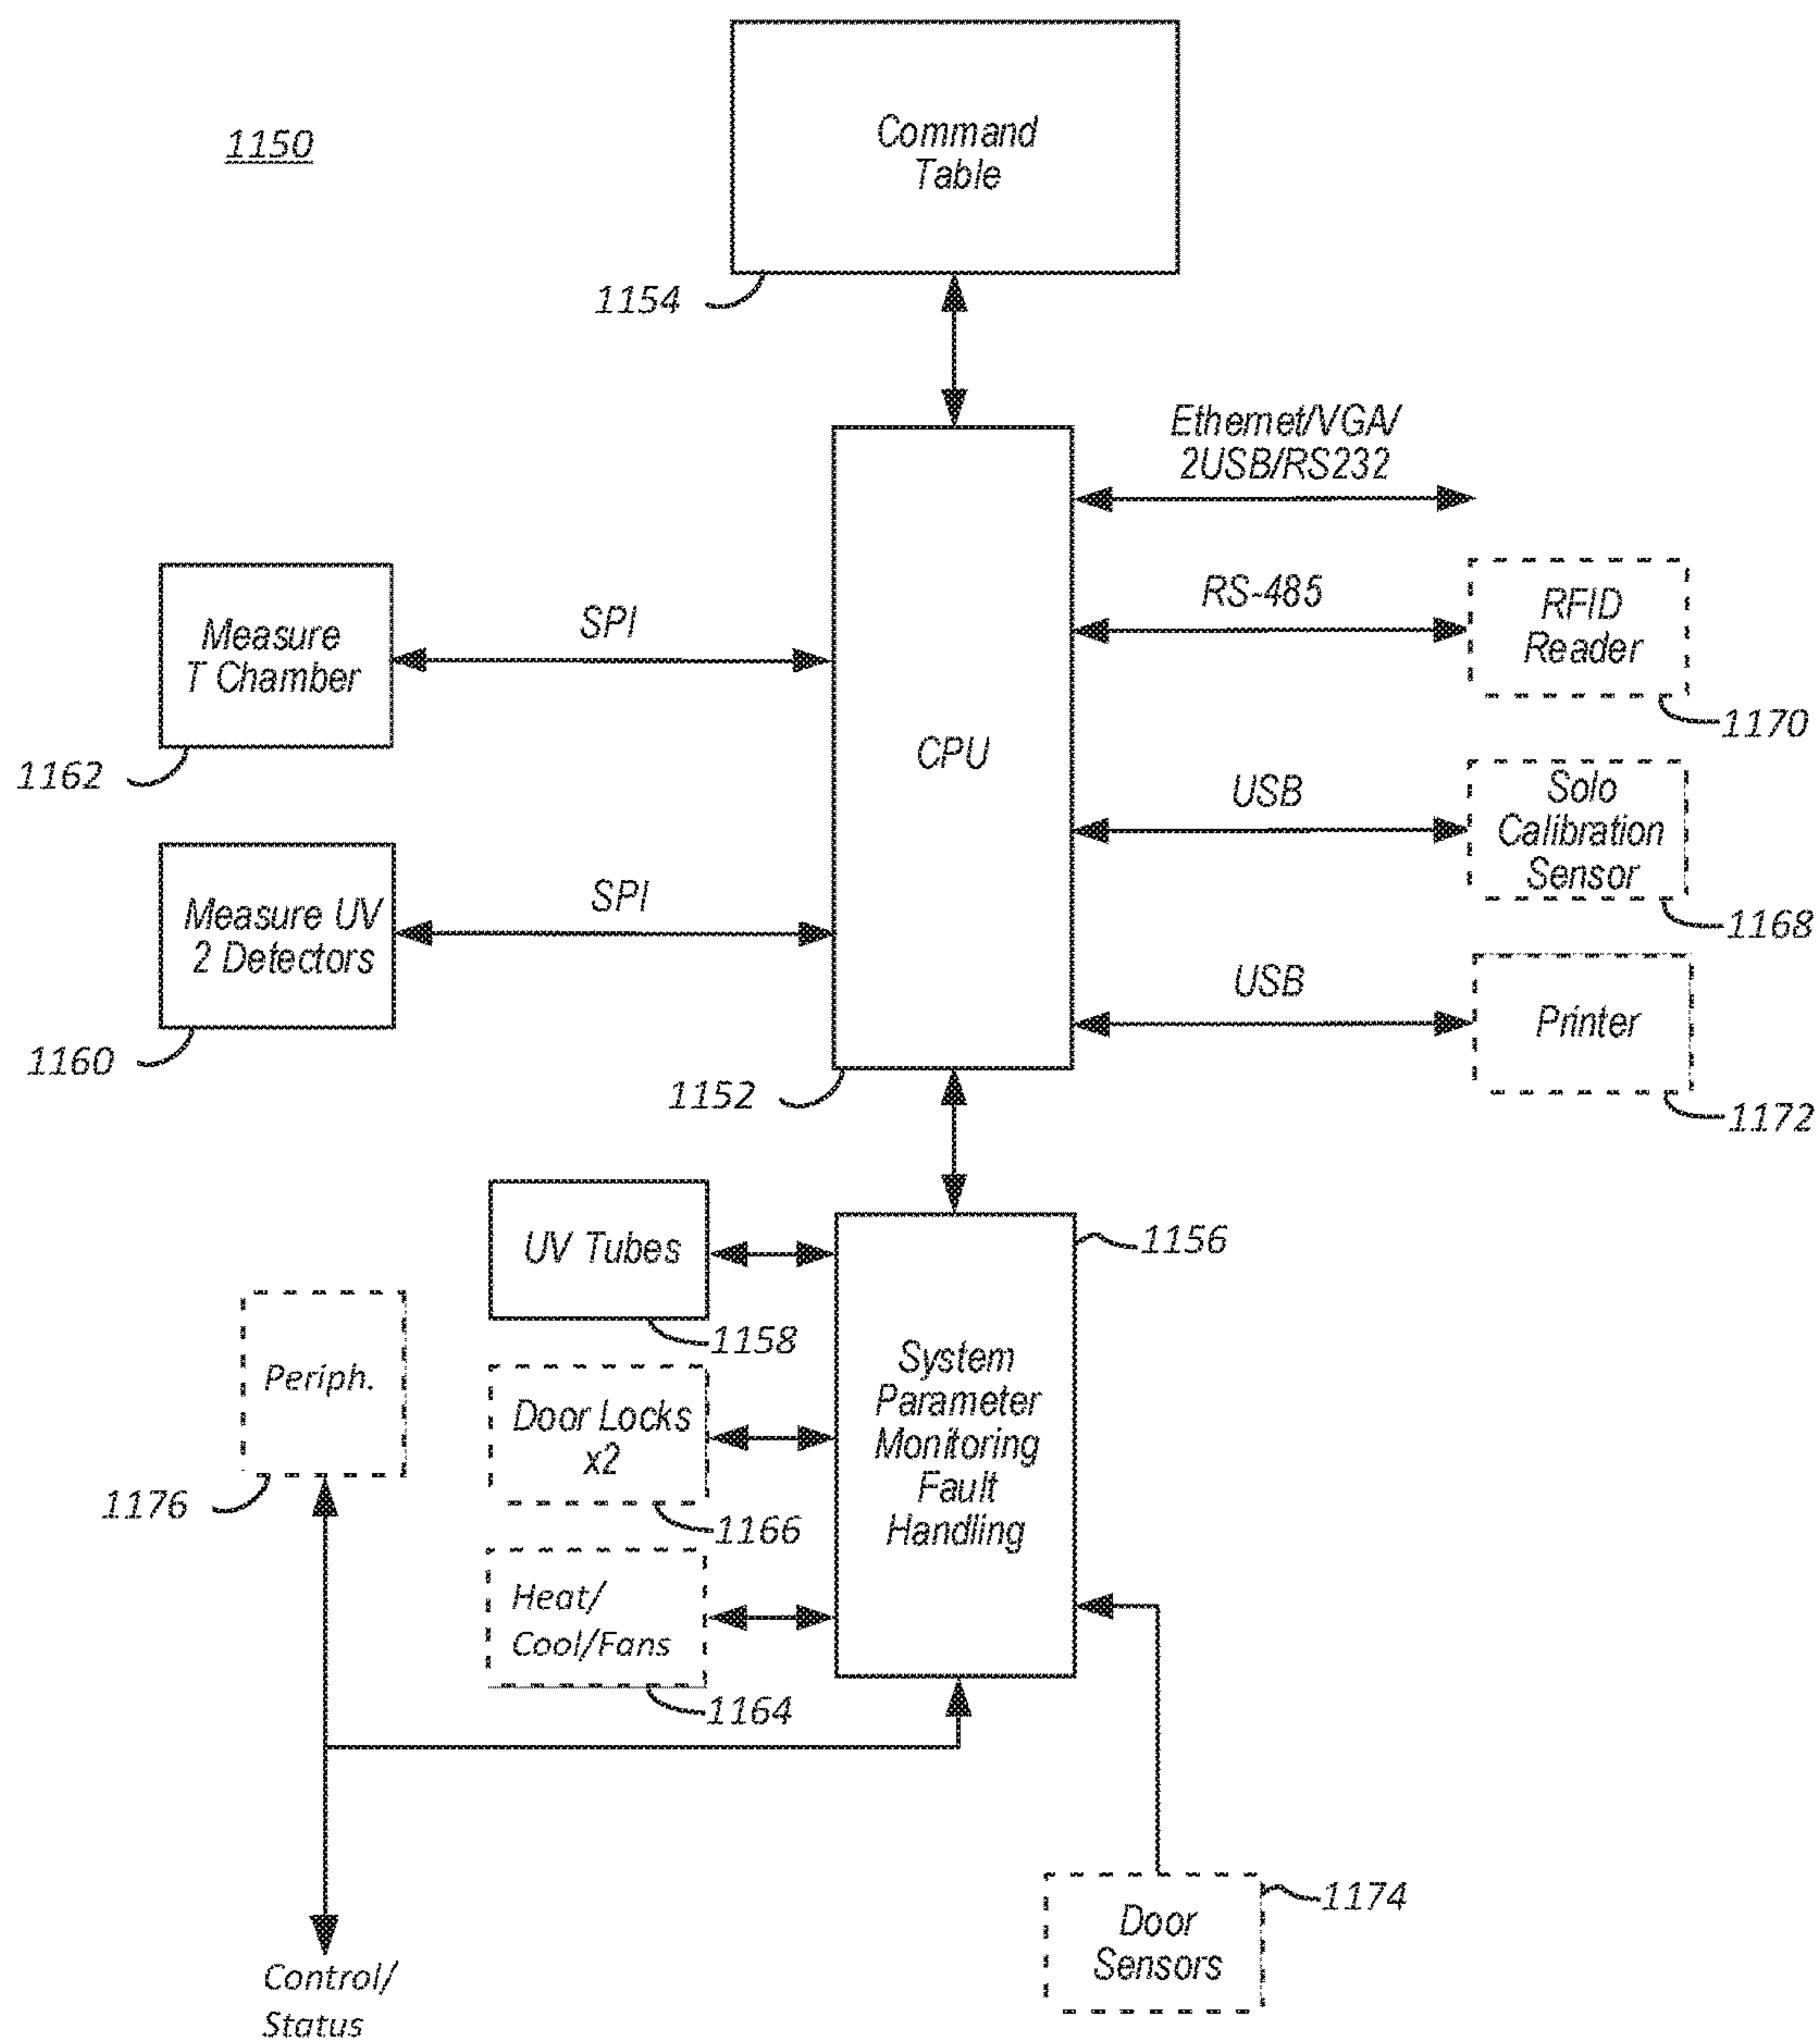 1150
Command
Table
1154
Ethernet/VGA/
2USB/RS232
RS-485
RFID
Reader
1170
Measure
T Chamber
1162
SPI
CPU
USB
Solo
Calibration
Sensor
1168
Measure UV
2 Detectors
1160
SPI
USB
Printer
1172
1152
UV Tubes
1158
1156
Periph.
1176
Door Locks
x2
1166
System
Parameter
Monitoring
Fault
Handling
Heat/
Cool/Fans
1164
1174
Door
Sensors
Control/
Status